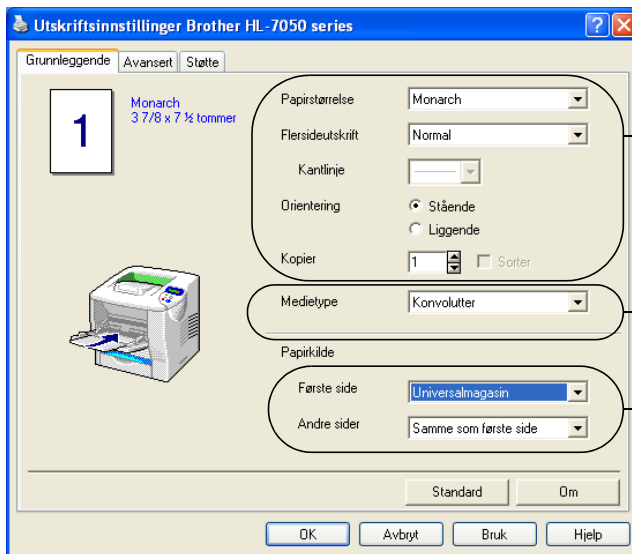 Utskriftsinnstillinger Brother HL-7050 series
Grunnleggende Avansert Støtte
1
Monarch
3 7/8 x 7 ½ tommer
Papirstørrelse Monarch
Flersideutskrift Normal
Kantlinje
Orientering Stående
Liggende
Kopier 1 Sorter
Medietype Konvolutter
Papirkilde
Første side Universalmagasin
Andre sider Samme som første side
Standard Om
OK Avbryt Bruk Hjelp